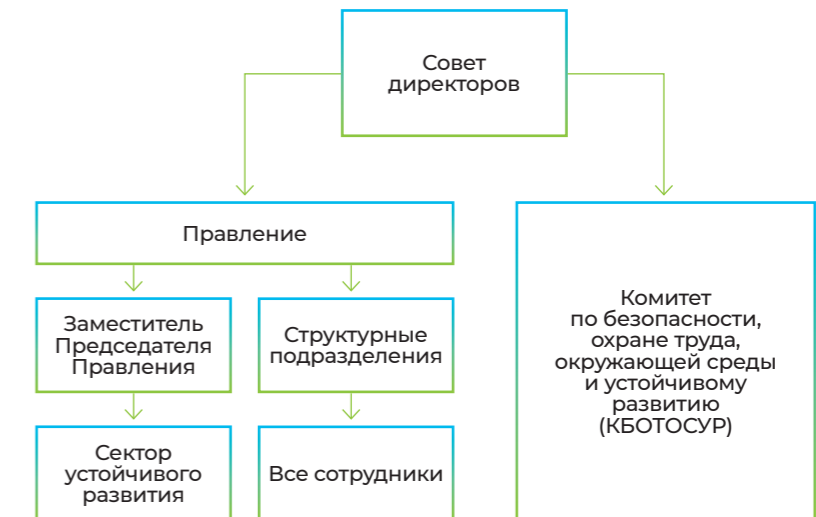 Совет
директоров
Правление
Заместитель
Председателя
Правления
Структурные
подразделения
Сектор
устойчивого
развития
Все сотрудники
Комитет
по безопасности,
охране труда,
окружающей среды
и устойчивому
развитию
(КБОТОСУР)